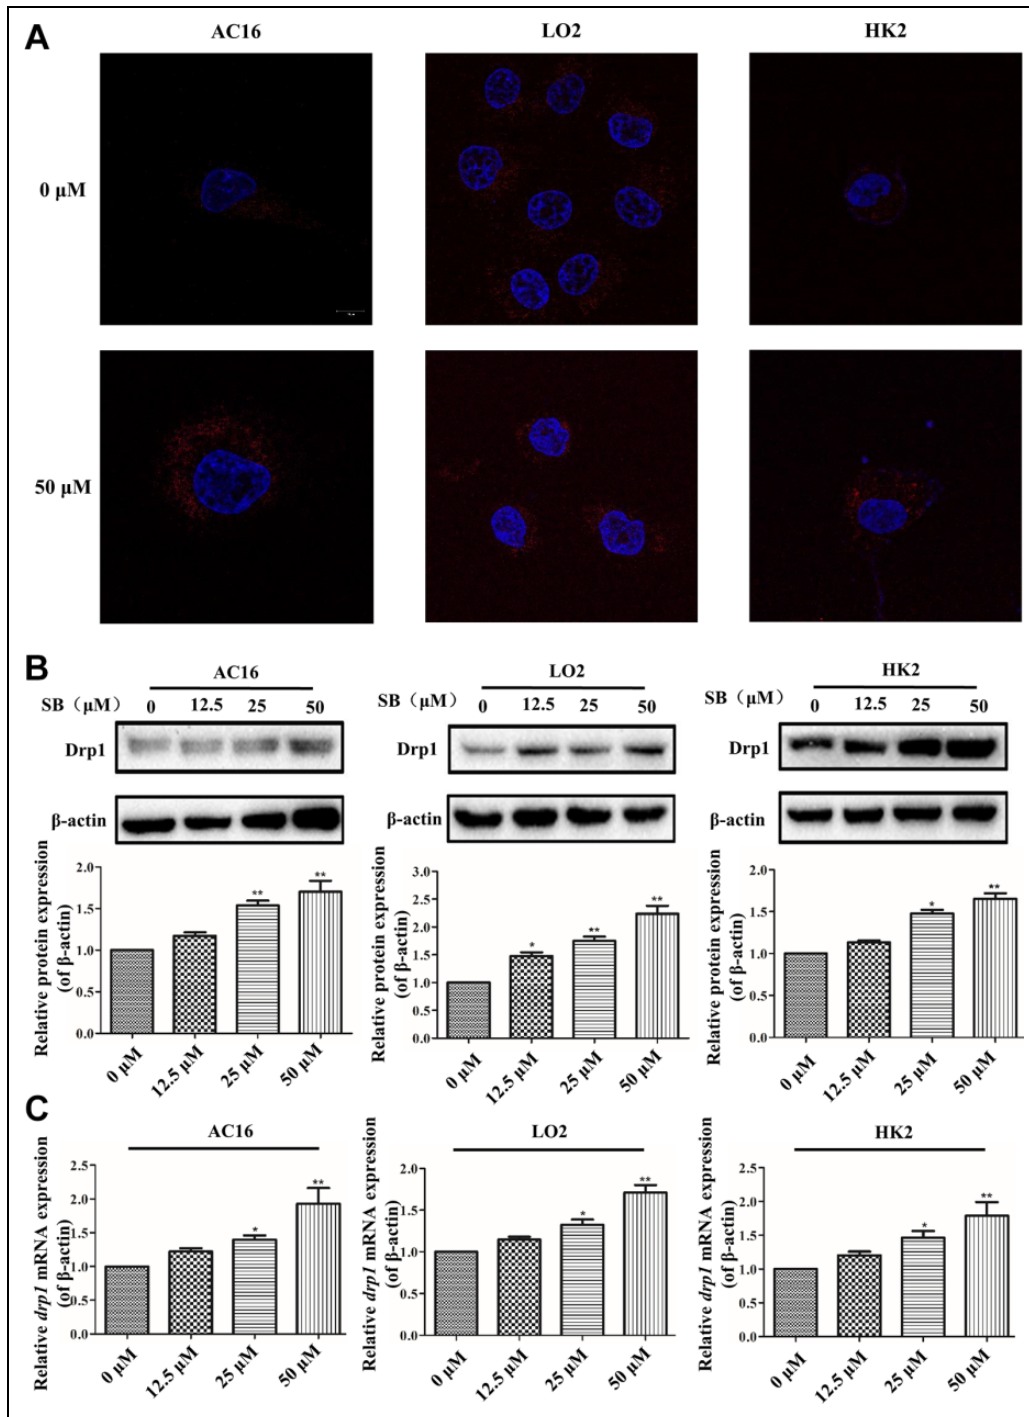 A
AC16 LO2 HK2
0 μM
50 μM
B
AC16
SB（μM） 0 12.5 25 50
Drp1
β-actin
Relative protein expression
(of β-actin)
2.0
1.5
1.0
0.5
0.0
** **
0 μM 12.5 μM 25 μM 50 μM
LO2
SB（μM） 0 12.5 25 50
Drp1
β-actin
Relative protein expression
(of β-actin)
3.0
2.5
2.0
1.5
1.0
0.5
0.0
* ** **
0 μM 12.5 μM 25 μM 50 μM
HK2
SB（μM） 0 12.5 25 50
Drp1
β-actin
Relative protein expression
(of β-actin)
2.0
1.5
1.0
0.5
0.0
* **
0 μM 12.5 μM 25 μM 50 μM
C
AC16
Relative drp1 mRNA expression
(of β-actin)
2.5
2.0
1.5
1.0
0.5
0.0
* **
0 μM 12.5 μM 25 μM 50 μM
LO2
Relative drp1 mRNA expression
(of β-actin)
2.0
1.5
1.0
0.5
0.0
* **
0 μM 12.5 μM 25 μM 50 μM
HK2
Relative drp1 mRNA expression
(of β-actin)
2.5
2.0
1.5
1.0
0.5
0.0
* **
0 μM 12.5 μM 25 μM 50 μM